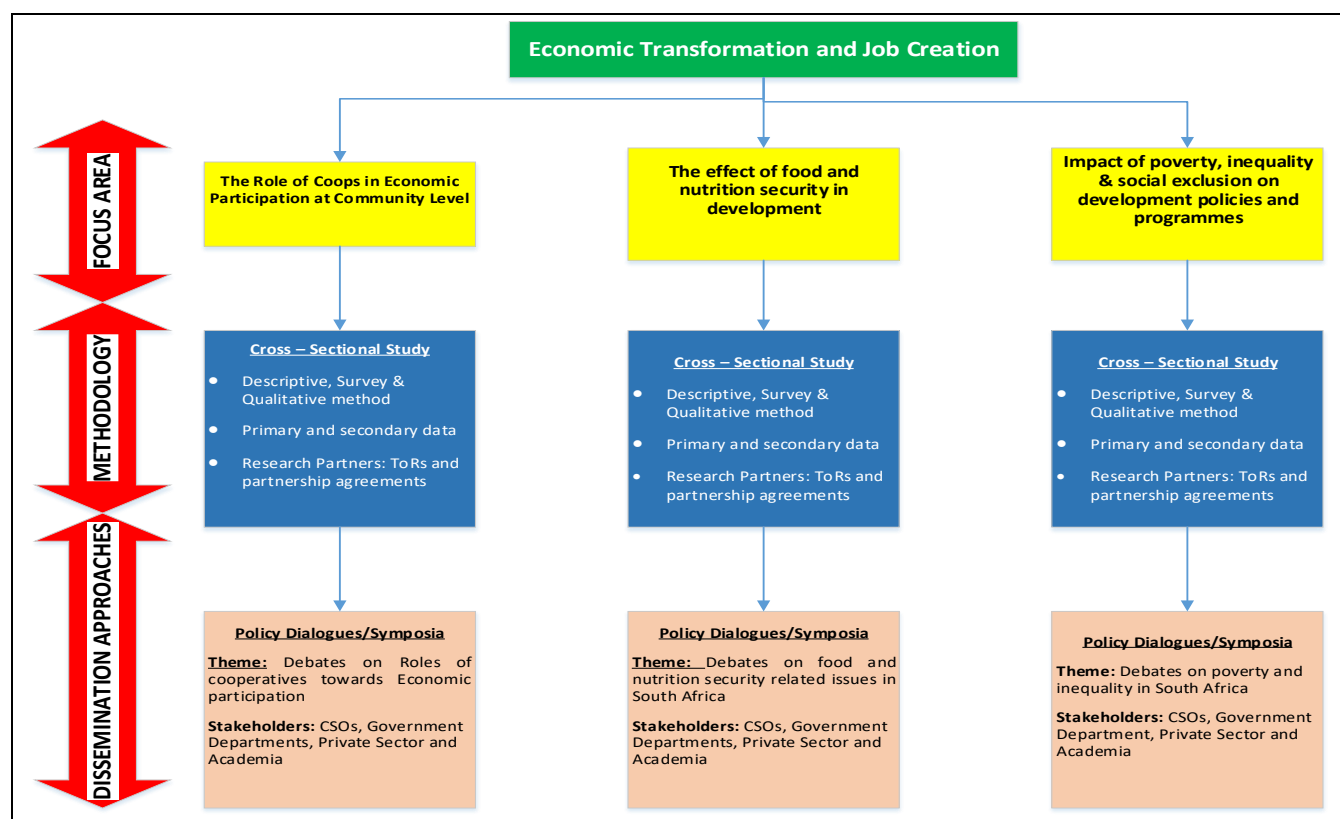 Economic Transformation and Job Creation
FOCUS AREA
The Role of Coops in Economic
Participation at Community Level
The effect of food and
nutrition security in
development
Impact of poverty, inequality
& social exclusion on
development policies and
programmes
METHODOLOGY
Cross – Sectional Study
• Descriptive, Survey &
Qualitative method
• Primary and secondary data
• Research Partners: ToRs and
partnership agreements
Cross – Sectional Study
• Descriptive, Survey &
Qualitative method
• Primary and secondary data
• Research Partners: ToRs and
partnership agreements
Cross – Sectional Study
• Descriptive, Survey &
Qualitative method
• Primary and secondary data
• Research Partners: ToRs and
partnership agreements
DISSEMINATION APPROACHES
Policy Dialogues/Symposia
Theme: Debates on Roles of
cooperatives towards Economic
participation
Stakeholders: CSOs, Government
Departments, Private Sector and
Academia
Policy Dialogues/Symposia
Theme: Debates on food and
nutrition security related issues in
South Africa
Stakeholders: CSOs, Government
Departments, Private Sector and
Academia
Policy Dialogues/Symposia
Theme: Debates on poverty and
inequality in South Africa
Stakeholders: CSOs, Government
Department, Private Sector and
Academia